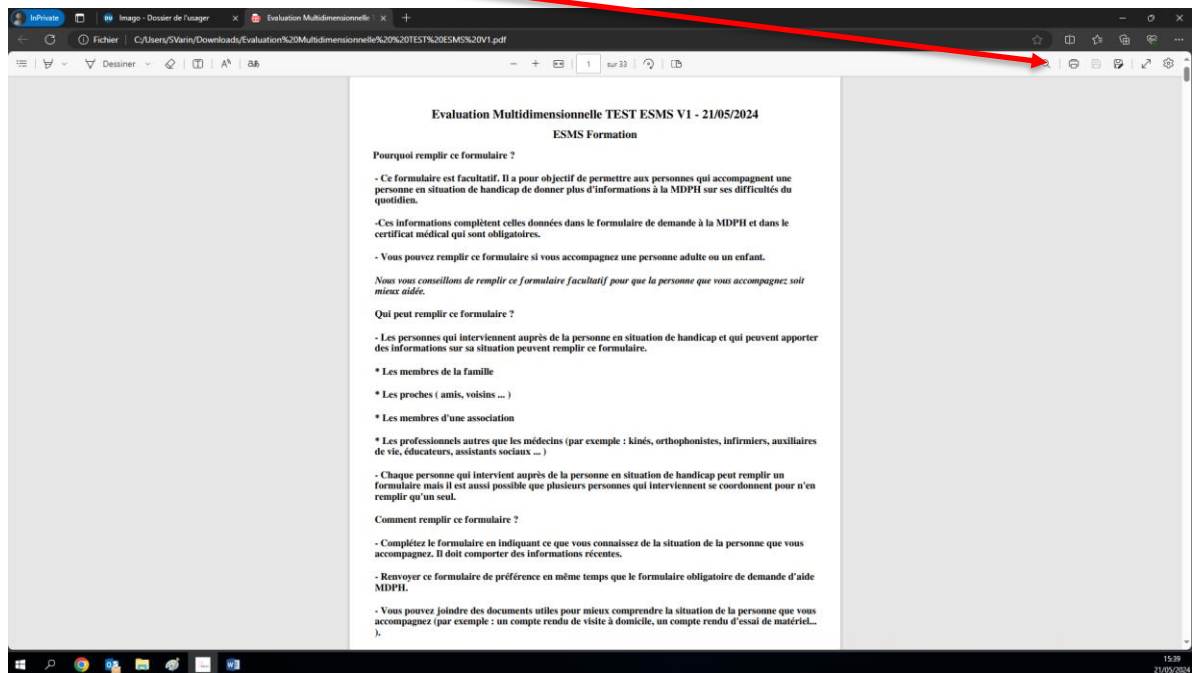 InPrivate
Imago - Dossier de l'usager
Evaluation Multidimensionnelle
Fichier
C:/Users/SVarin/Downloads/Evaluation%20Multidimensionnelle%20%20TEST%20ESMS%20V1.pdf
Dessiner
1 sur 33
Evaluation Multidimensionnelle TEST ESMS V1 - 21/05/2024
ESMS Formation
Pourquoi remplir ce formulaire ?
- Ce formulaire est facultatif. Il a pour objectif de permettre aux personnes qui accompagnent une
personne en situation de handicap de donner plus d'informations à la MDPH sur ses difficultés du
quotidien.
-Ces informations complètent celles données dans le formulaire de demande à la MDPH et dans le
certificat médical qui sont obligatoires.
- Vous pouvez remplir ce formulaire si vous accompagnez une personne adulte ou un enfant.
Nous vous conseillons de remplir ce formulaire facultatif pour que la personne que vous accompagnez soit
mieux aidée.
Qui peut remplir ce formulaire ?
- Les personnes qui interviennent auprès de la personne en situation de handicap et qui peuvent apporter
des informations sur sa situation peuvent remplir ce formulaire.
* Les membres de la famille
* Les proches ( amis, voisins ... )
* Les membres d'une association
* Les professionnels autres que les médecins (par exemple : kinés, orthophonistes, infirmiers, auxiliaires
de vie, éducateurs, assistants sociaux ... )
- Chaque personne qui intervient auprès de la personne en situation de handicap peut remplir un
formulaire mais il est aussi possible que plusieurs personnes qui interviennent se coordonnent pour n'en
remplir qu'un seul.
Comment remplir ce formulaire ?
- Complétez le formulaire en indiquant ce que vous connaissez de la situation de la personne que vous
accompagnez. Il doit comporter des informations récentes.
- Renvoyer ce formulaire de préférence en même temps que le formulaire obligatoire de demande d'aide
MDPH.
- Vous pouvez joindre des documents utiles pour mieux comprendre la situation de la personne que vous
accompagnez (par exemple : un compte rendu de visite à domicile, un compte rendu d'essai de matériel...
).
15:39
21/05/2024